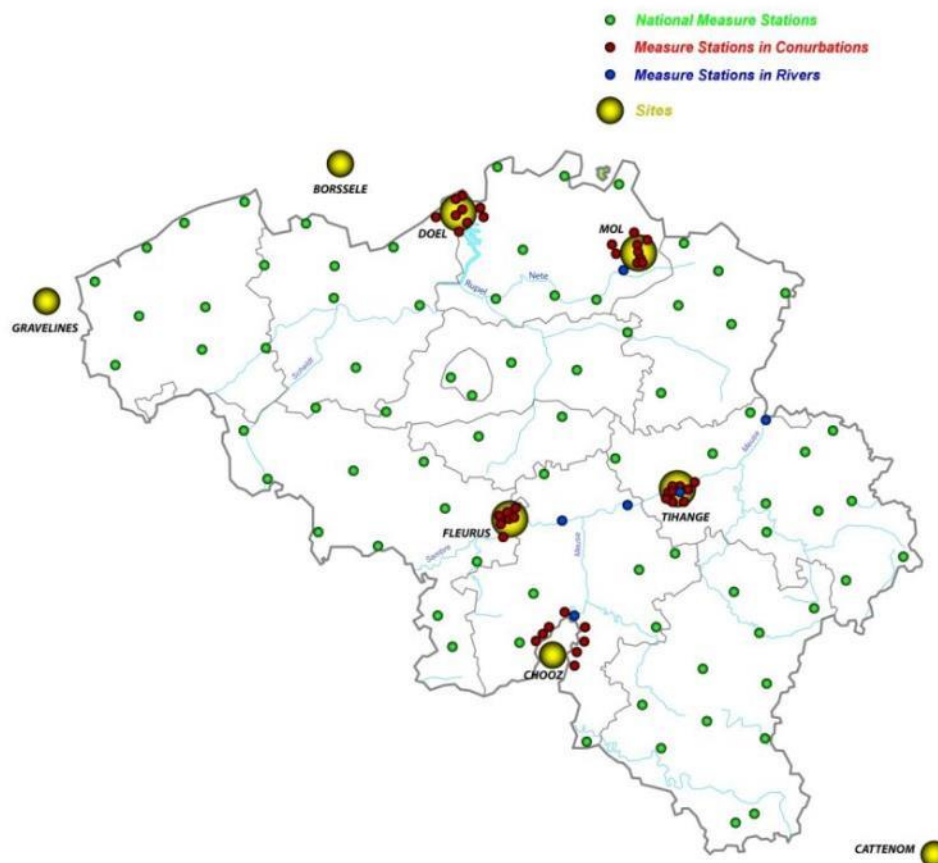 National Measure Stations
Measure Stations in Conurbations
Measure Stations in Rivers
Sites
BORSSELE
DOEL
MOL
GRAVELINES
Nete
Rupel
Scheldt
Meuse
TIHANGE
FLEURUS
Sambre
Meuse
CHOOZ
CATTENOM